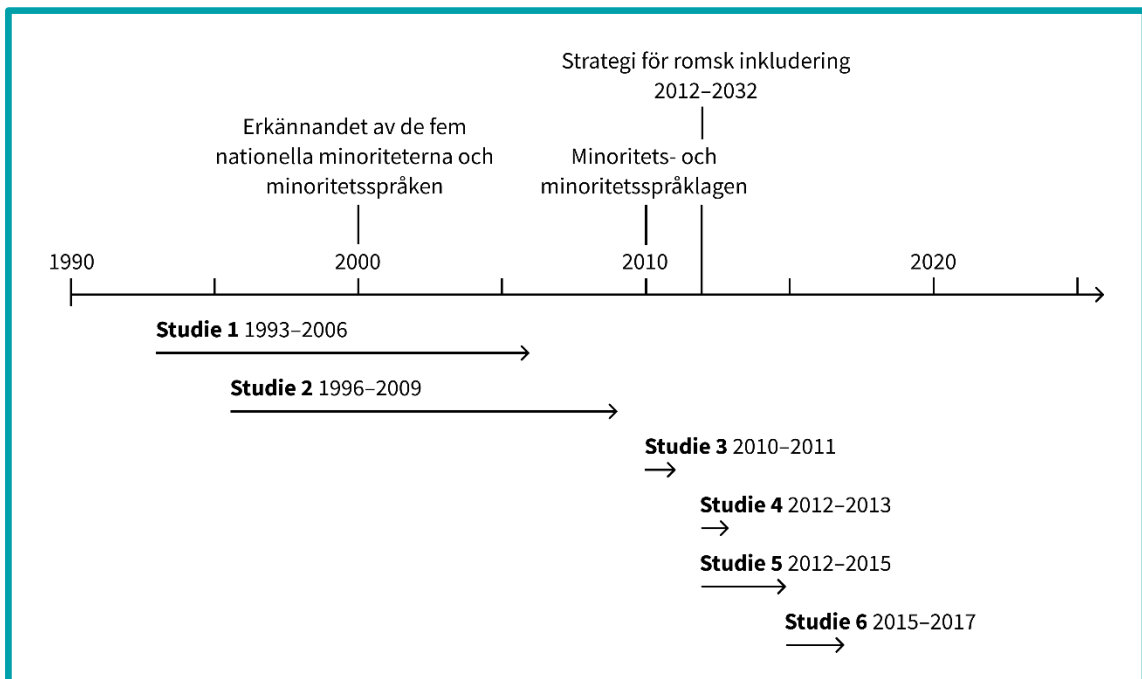 Strategi för romsk inkludering
2012–2032
Erkännandet av de fem
nationella minoriteterna och
minoritetsspråken
Minoritets- och
minoritetsspråklagen
1990
2000
2010
2020
Studie 1 1993–2006
Studie 2 1996–2009
Studie 3 2010–2011
Studie 4 2012–2013
Studie 5 2012–2015
Studie 6 2015–2017